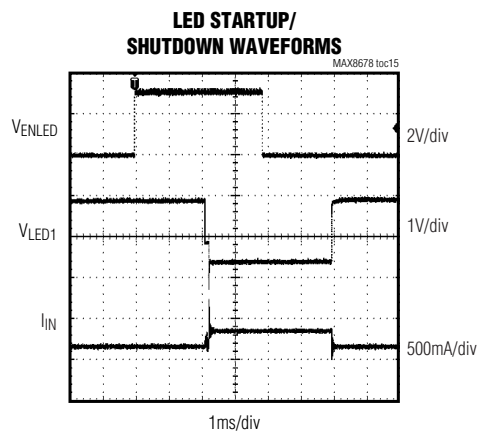 LED STARTUP/
SHUTDOWN WAVEFORMS
MAX8678 toc15
VENLED
2V/div
VLED1
1V/div
IIN
500mA/div
1ms/div